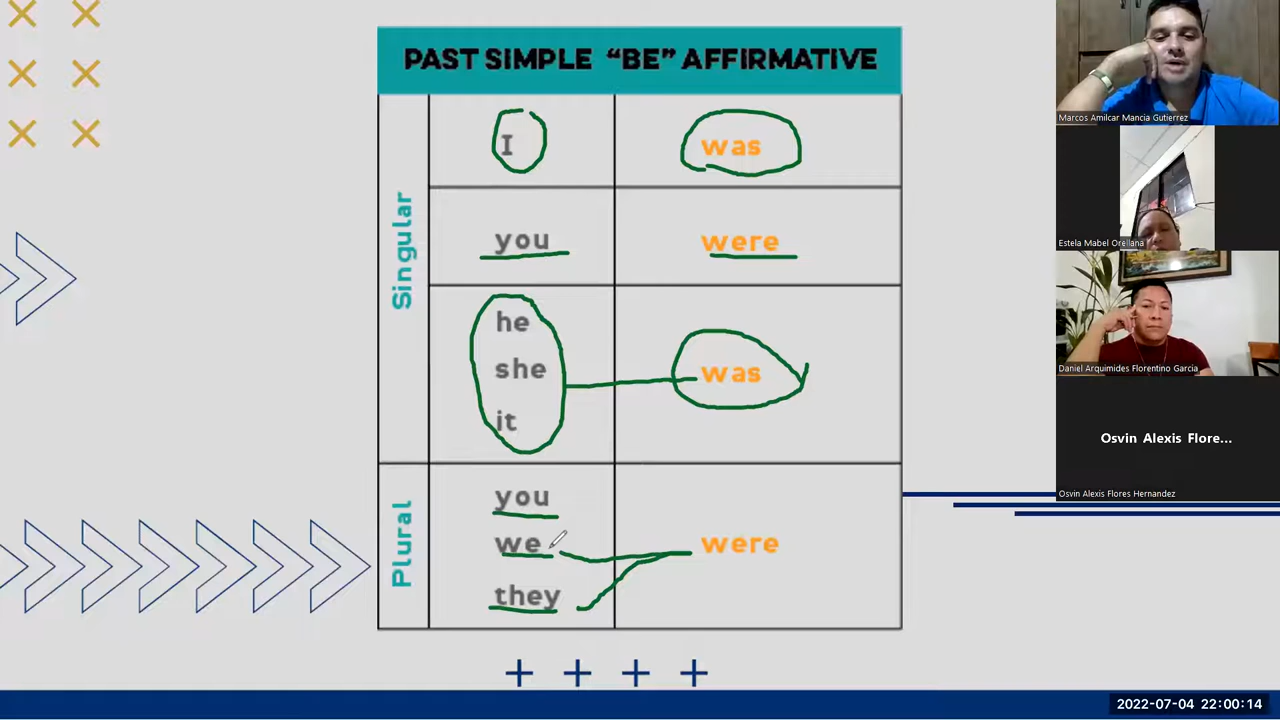 PAST SIMPLE “BE” AFFIRMATIVE
Singular
I was
you were
he
she was
it
Plural
you
we were
they
Marcos Amilcar Mancia Gutierrez
Estela Mabel Orellana
Daniel Arquimides Florentino Garcia
Osvin Alexis Flore...
Osvin Alexis Flores Hernandez
2022-07-04 22:00:14